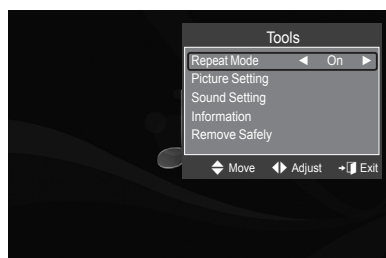 Tools
Repeat Mode ◀ On ▶
Picture Setting
Sound Setting
Information
Remove Safely
Move Adjust Exit